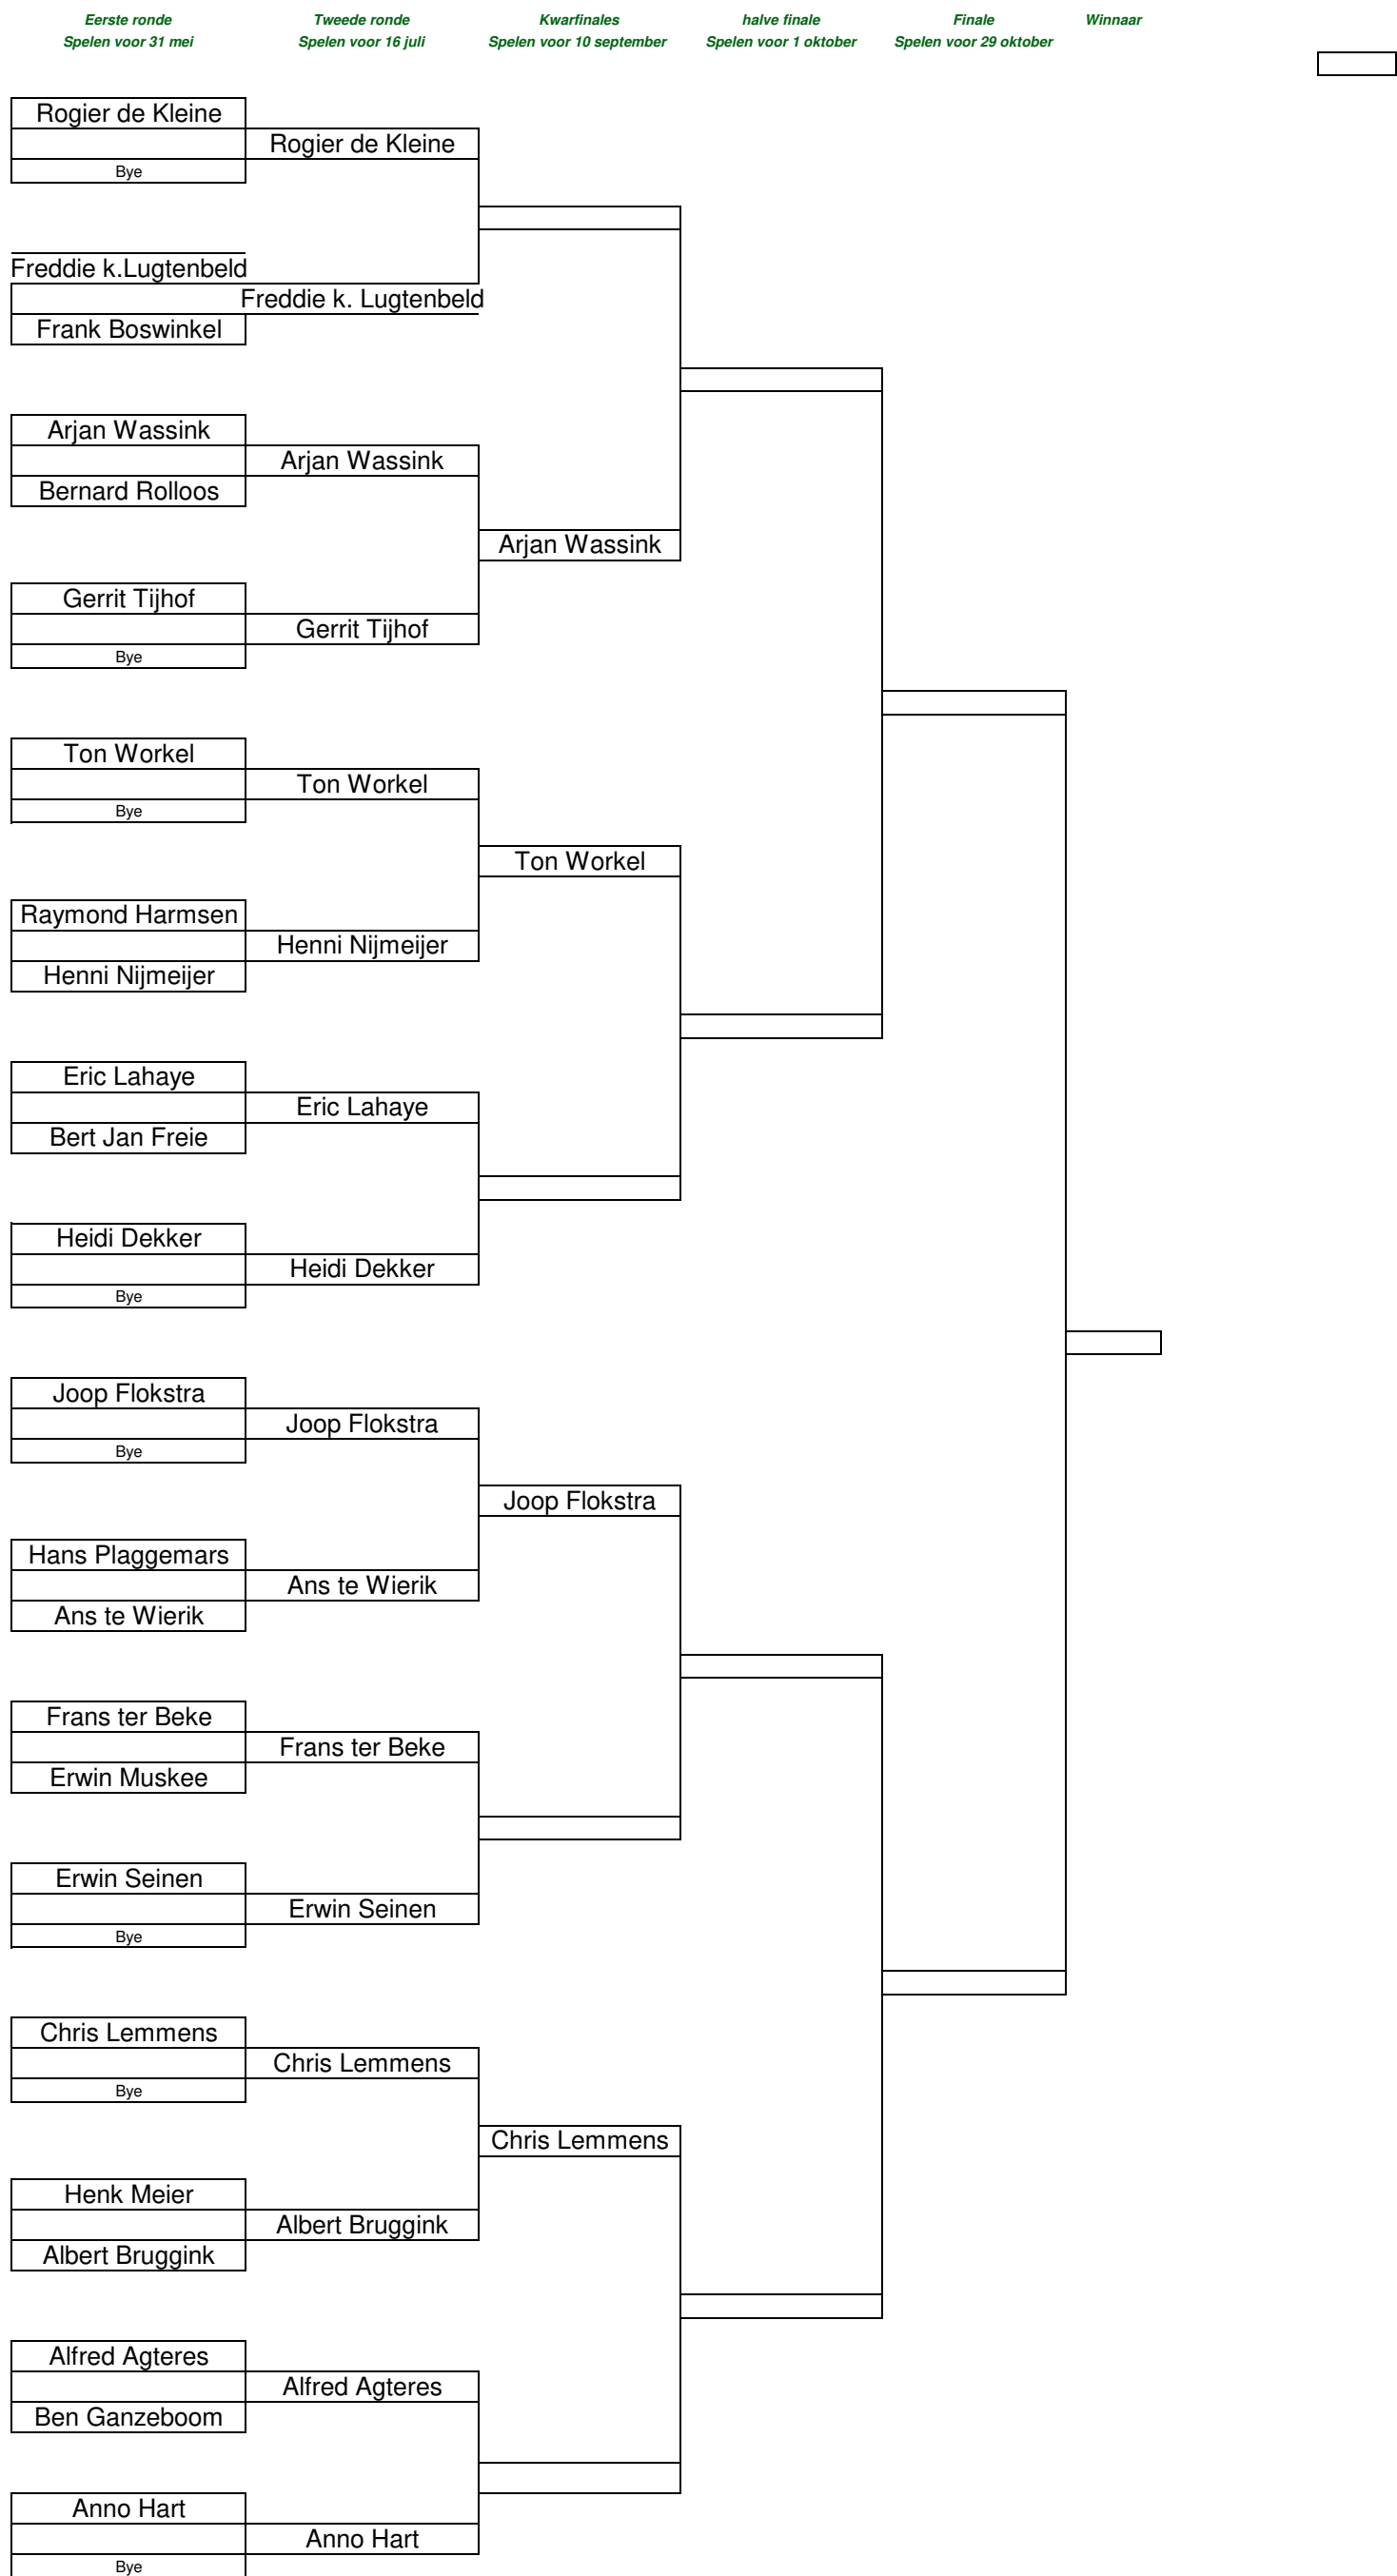 Eerste ronde Tweede ronde Kwarfinales halve finale Finale Winnaar
Spelen voor 31 mei Spelen voor 16 juli Spelen voor 10 september Spelen voor 1 oktober Spelen voor 29 oktober
Rogier de Kleine
Rogier de Kleine
Bye
Freddie k.Lugtenbeld
Freddie k. Lugtenbeld
Frank Boswinkel
Arjan Wassink
Arjan Wassink
Bernard Rolloos
Arjan Wassink
Gerrit Tijhof
Gerrit Tijhof
Bye
Ton Workel
Ton Workel
Bye
Ton Workel
Raymond Harmsen
Henni Nijmeijer
Henni Nijmeijer
Eric Lahaye
Eric Lahaye
Bert Jan Freie
Heidi Dekker
Heidi Dekker
Bye
Joop Flokstra
Joop Flokstra
Bye
Joop Flokstra
Hans Plaggemars
Ans te Wierik
Ans te Wierik
Frans ter Beke
Frans ter Beke
Erwin Muskee
Erwin Seinen
Erwin Seinen
Bye
Chris Lemmens
Chris Lemmens
Bye
Chris Lemmens
Henk Meier
Albert Bruggink
Albert Bruggink
Alfred Agteres
Alfred Agteres
Ben Ganzeboom
Anno Hart
Anno Hart
Bye